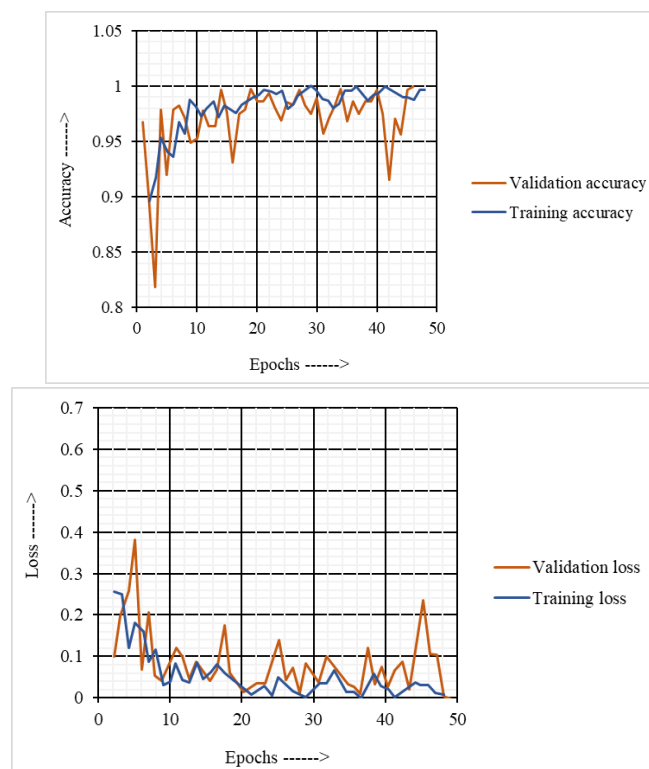 1.05
1
0.95
0.9
0.85
0.8
Accuracy ------>
0 10 20 30 40 50
Epochs ------>
Validation accuracy
Training accuracy
0.7
0.6
0.5
0.4
0.3
0.2
0.1
0
Loss ------>
0 10 20 30 40 50
Epochs ------>
Validation loss
Training loss